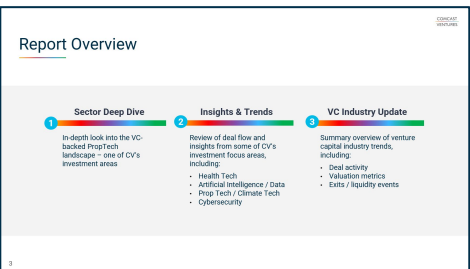 COMCAST
VENTURES
Report Overview
1
Sector Deep Dive
In-depth look into the VC-
backed PropTech
landscape – one of CV's
investment areas
2
Insights & Trends
Review of deal flow and
insights from some of CV's
investment focus areas,
including:
• Health Tech
• Artificial Intelligence / Data
• Prop Tech / Climate Tech
• Cybersecurity
3
VC Industry Update
Summary overview of venture
capital industry trends,
including:
• Deal activity
• Valuation metrics
• Exits / liquidity events
3